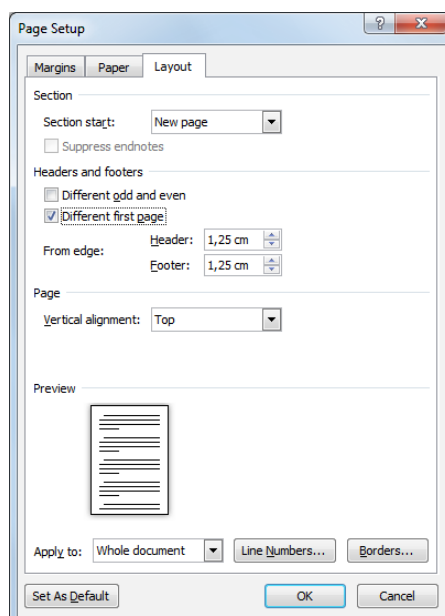 Page Setup
Margins Paper Layout
Section
Section start: New page
Suppress endnotes
Headers and footers
Different odd and even
Different first page
From edge:
Header: 1,25 cm
Footer: 1,25 cm
Page
Vertical alignment: Top
Preview
Apply to: Whole document Line Numbers... Borders...
Set As Default OK Cancel